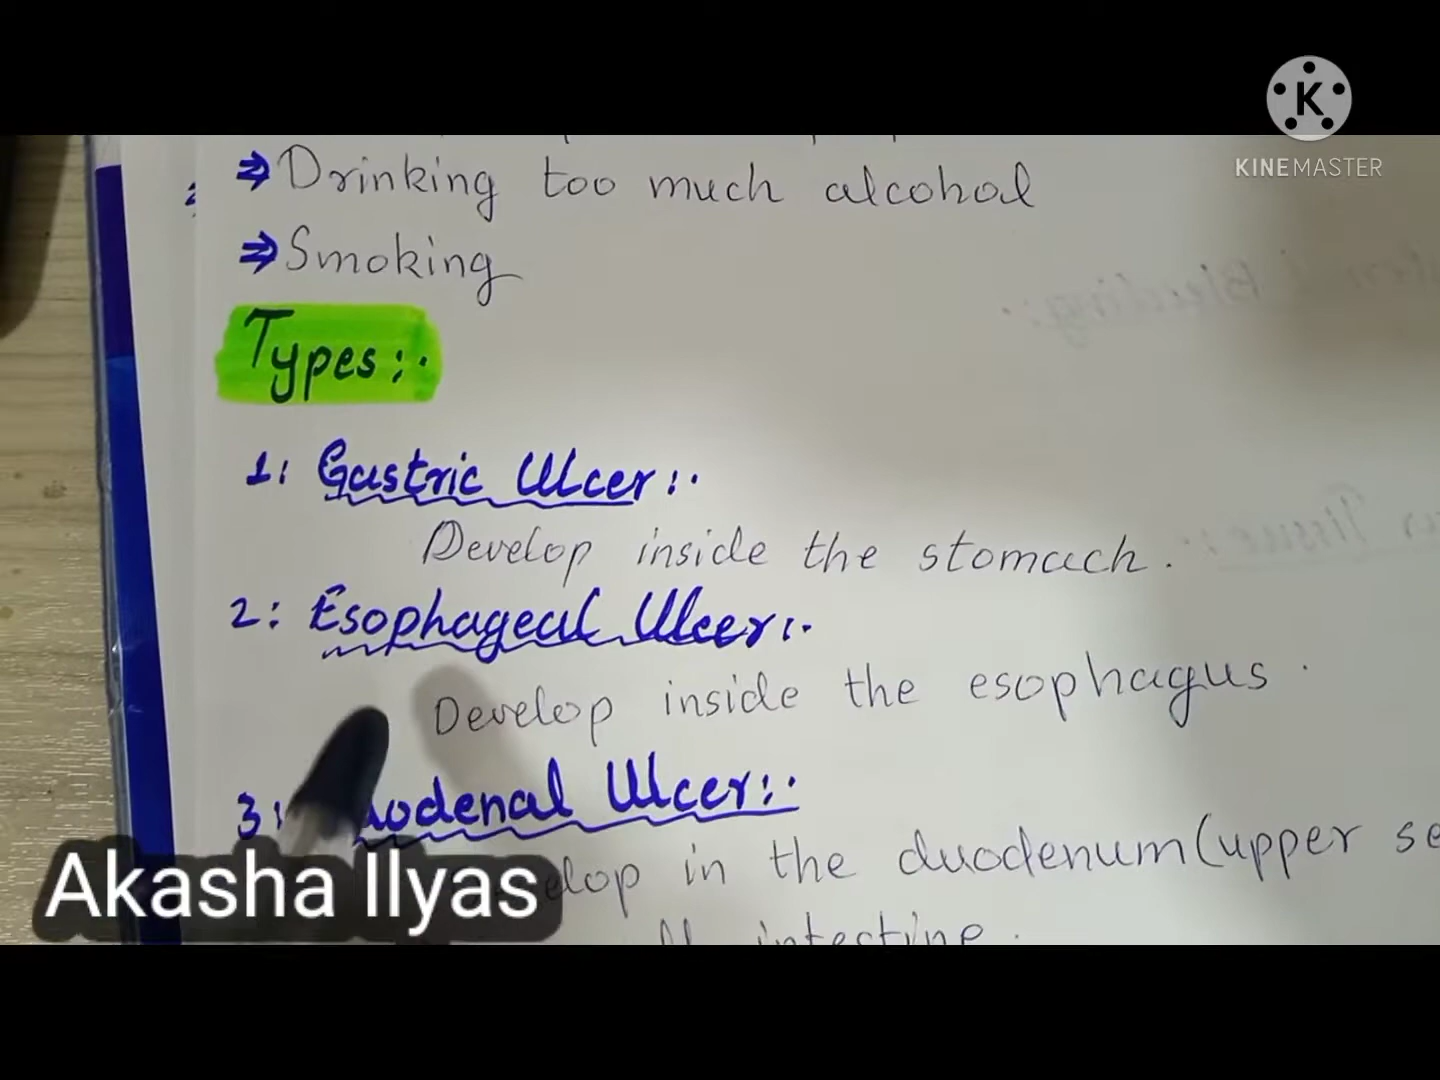 KINEMASTER
⇒ Drinking too much alcohol
⇒ Smoking
Types:.
1: Gastric Ulcer:.
Develop inside the stomach.
2: Esophageal Ulcer:.
Develop inside the esophagus.
3: Ulcer:.
in the duodenum (upper
intestine.
Akasha Ilyas